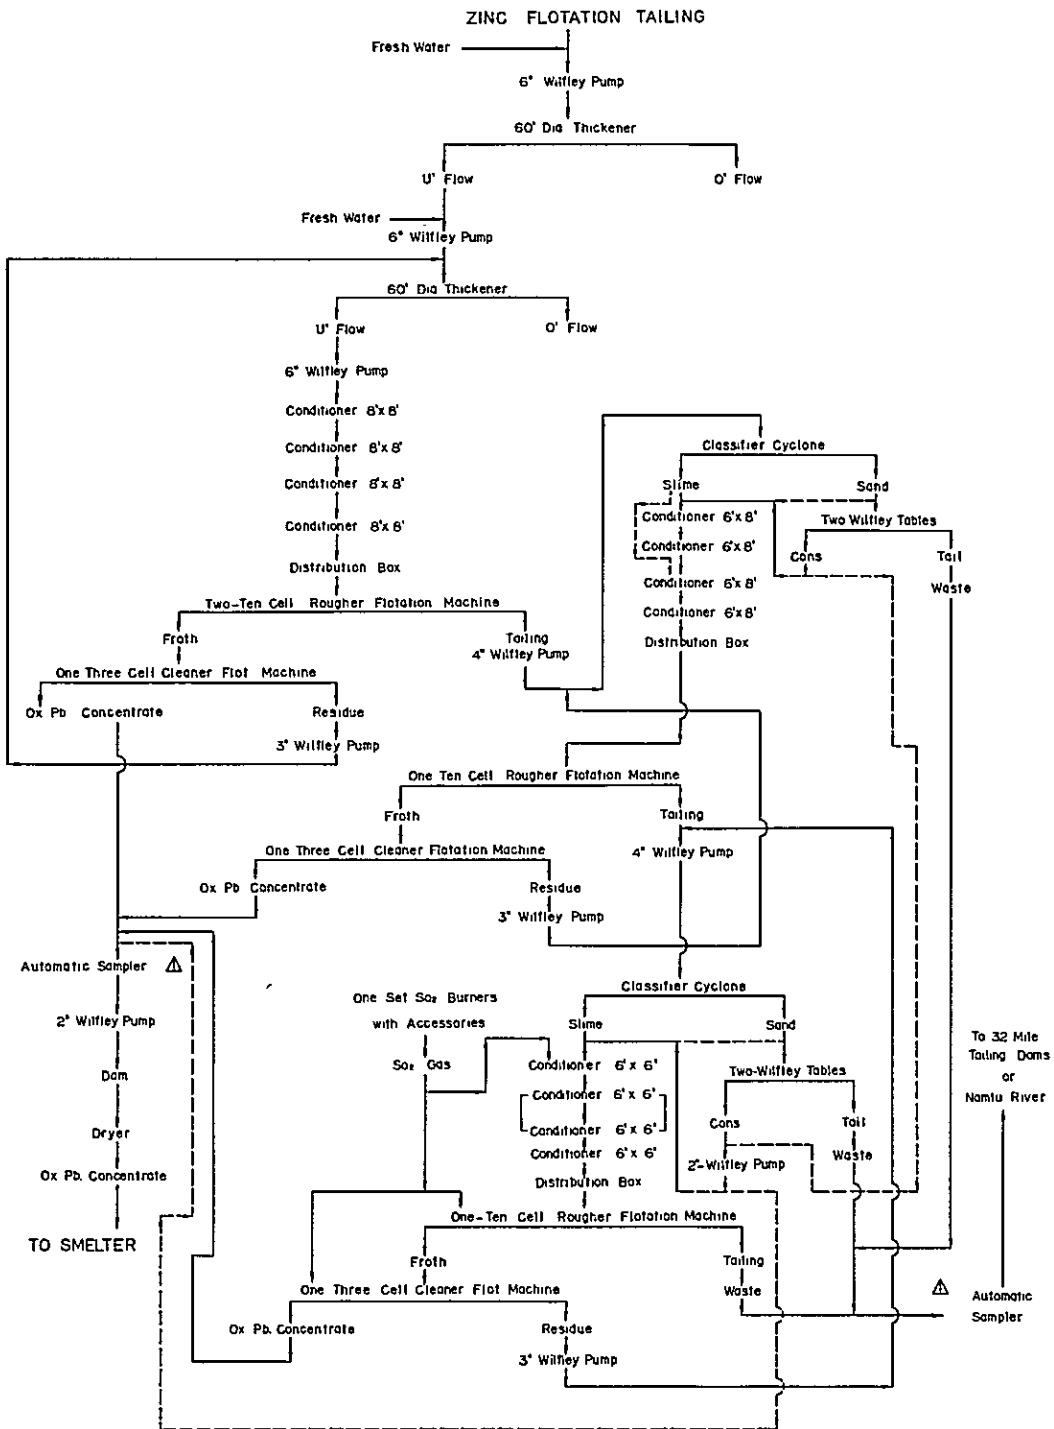 ZINC FLOTATION TAILING
Fresh Water
6" Wilfley Pump
60' Dia Thickener
U' Flow
O' Flow
Fresh Water
6" Wilfley Pump
60' Dia Thickener
U' Flow
O' Flow
6" Wilfley Pump
Conditioner 8'x 8'
Conditioner 8'x 8'
Conditioner 8'x 8'
Conditioner 8'x 8'
Distribution Box
Two-Ten Cell Rougher Flotation Machine
Froth
Tailing
4" Wilfley Pump
One Three Cell Cleaner Flot Machine
Ox Pb Concentrate
Residue
3" Wilfley Pump
Classifier Cyclone
Slime
Sand
Conditioner 6'x 8'
Conditioner 6'x 8'
Conditioner 6'x 8'
Conditioner 6'x 8'
Distribution Box
Two Wilfley Tables
Cons
Tail
Waste
One Ten Cell Rougher Flotation Machine
Froth
Tailing
4" Wilfley Pump
One Three Cell Cleaner Flotation Machine
Ox Pb Concentrate
Residue
3" Wilfley Pump
Automatic Sampler
2" Wilfley Pump
Dam
Dryer
Ox Pb. Concentrate
TO SMELTER
One Set So₂ Burners
with Accessories
So₂ Gas
Classifier Cyclone
Slime
Sand
Conditioner 6' x 6'
Conditioner 6' x 6'
Conditioner 6' x 6'
Conditioner 6' x 6'
Distribution Box
Two-Wilfley Tables
Cons
Tail
Waste
2"-Wilfley Pump
One-Ten Cell Rougher Flotation Machine
Froth
Tailing
Waste
One Three Cell Cleaner Flot Machine
Ox Pb. Concentrate
Residue
3" Wilfley Pump
To 32 Mile
Tailing Dams
or
Namtu River
Automatic
Sampler